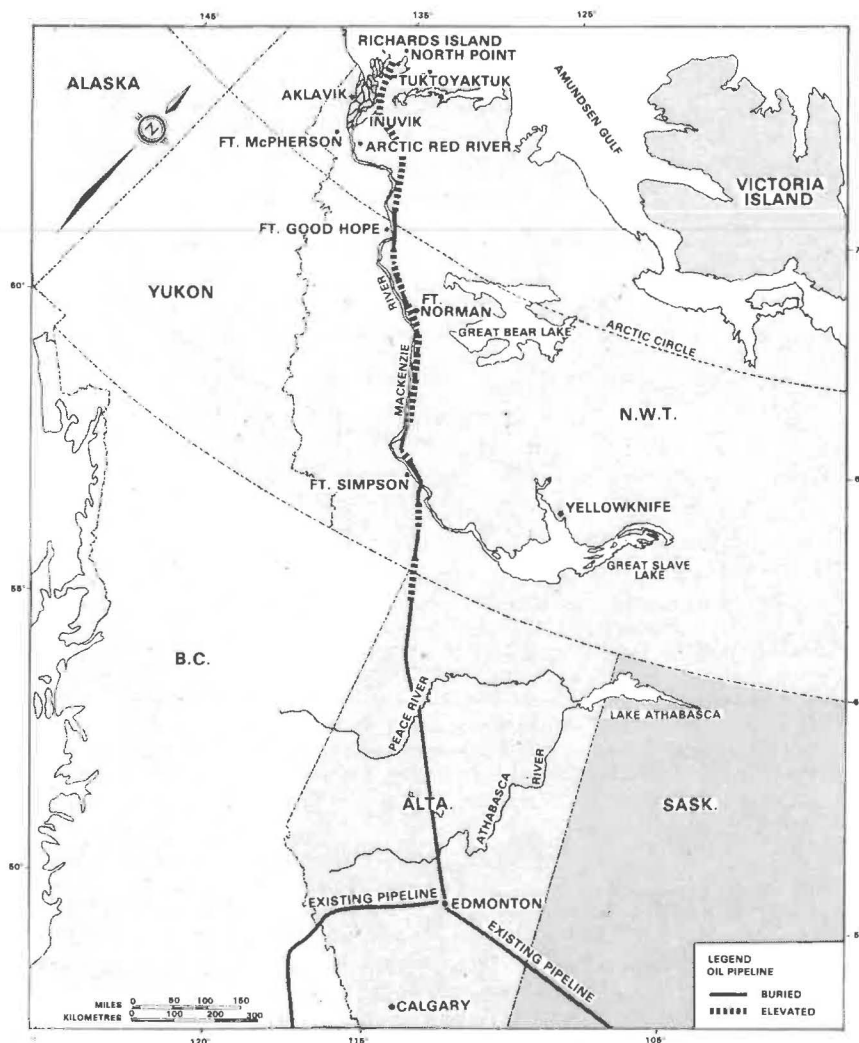 145°
135°
125°
RICHARDS ISLAND
NORTH POINT
ALASKA
TUKTOYAKTUK
AKLAVIK
INUVIK
FT. McPHERSON
ARCTIC RED RIVER
AMUNDSEN GULF
VICTORIA
ISLAND
N
FT. GOOD HOPE
60°
YUKON
RIVER
FT.
NORMAN
GREAT BEAR LAKE
ARCTIC CIRCLE
MACKENZIE
N.W.T.
FT. SIMPSON
YELLOWKNIFE
GREAT SLAVE
LAKE
55°
B.C.
PEACE RIVER
LAKE ATHABASCA
ALTA.
ATHABASCA
RIVER
SASK.
EXISTING PIPELINE
EDMONTON
EXISTING PIPELINE
LEGEND
OIL PIPELINE
BURIED
ELEVATED
CALGARY
MILES 0 50 100 150
KILOMETRES 0 100 200 300
120°
115°
105°